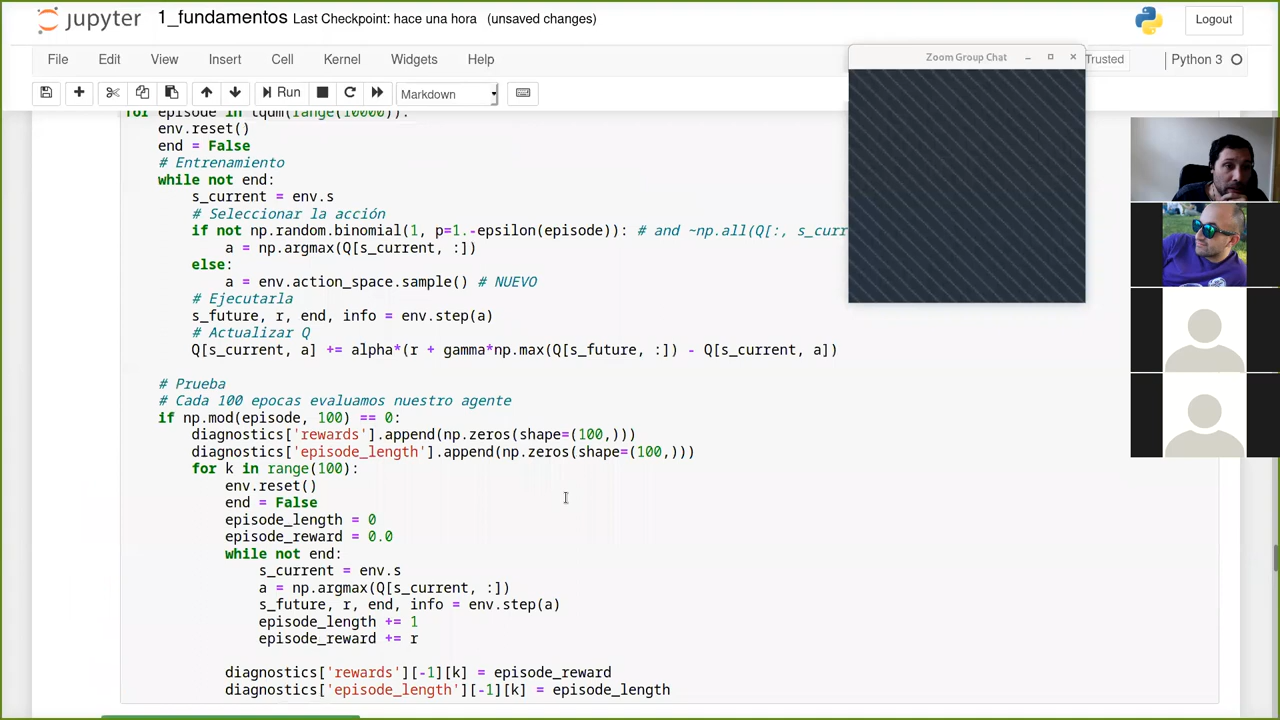 jupyter 1_fundamentos Last Checkpoint: hace una hora (unsaved changes)
Logout
File Edit View Insert Cell Kernel Widgets Help
Trusted
Python 3
Run
Markdown
Zoom Group Chat
for episode in tqdm(range(10000)):
env.reset()
end = False
# Entrenamiento
while not end:
s_current = env.s
# Seleccionar la acción
if not np.random.binomial(1, p=1.-epsilon(episode)): # and ~np.all(Q[:, s_curr
a = np.argmax(Q[s_current, :])
else:
a = env.action_space.sample() # NUEVO
# Ejecutarla
s_future, r, end, info = env.step(a)
# Actualizar Q
Q[s_current, a] += alpha*(r + gamma*np.max(Q[s_future, :]) - Q[s_current, a])
# Prueba
# Cada 100 epocas evaluamos nuestro agente
if np.mod(episode, 100) == 0:
diagnostics['rewards'].append(np.zeros(shape=(100,)))
diagnostics['episode_length'].append(np.zeros(shape=(100,)))
for k in range(100):
env.reset()
end = False
episode_length = 0
episode_reward = 0.0
while not end:
s_current = env.s
a = np.argmax(Q[s_current, :])
s_future, r, end, info = env.step(a)
episode_length += 1
episode_reward += r
diagnostics['rewards'][-1][k] = episode_reward
diagnostics['episode_length'][-1][k] = episode_length